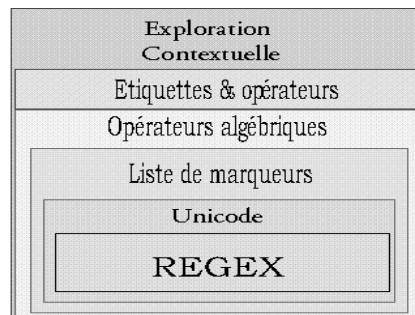 Exploration
Contextuelle
Etiquettes & opérateurs
Opérateurs algébriques
Liste de marqueurs
Unicode
REGEX